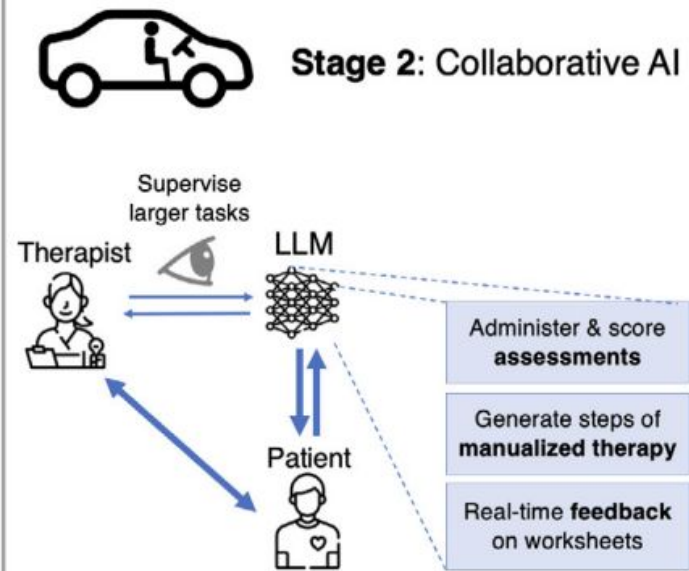 Stage 2: Collaborative AI
Supervise
larger tasks
Therapist
LLM
Patient
Administer & score
assessments
Generate steps of
manualized therapy
Real-time feedback
on worksheets